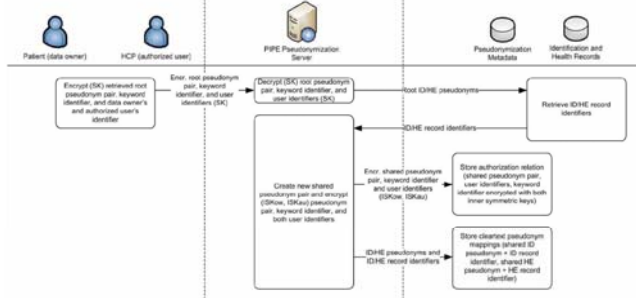 Patient (data owner)
HCP (authorized user)
PIPE Pseudonymization
Server
Pseudonymization
Metadata
Identification and
Health Records
Encrypt (SK) retrieved root
pseudonym pair, keyword
identifier, and data owner's
and authorized user's
identifier
Encr. root pseudonym
pair, keyword
identifier, and user
identifiers (SK)
Decrypt (SK) root pseudonym
pair, keyword identifier, and
user identifiers (SK)
Root ID/HE pseudonyms
Retrieve ID/HE record
identifiers
ID/HE record identifiers
Create new shared
pseudonym pair and encrypt
(ISKow, ISKau) pseudonym
pair, keyword identifier, and
both user identifiers
Encr. shared pseudonym
pair, keyword identifier
and user identifiers
(ISKow, ISKau)
Store authorization relation
(shared pseudonym pair,
user identifiers, keyword
identifier encrypted with both
inner symmetric keys)
ID/HE pseudonyms and
ID/HE record identifiers
Store cleartext pseudonym
mappings (shared ID
pseudonym + ID record
identifier, shared HE
pseudonym + HE record
identifier)